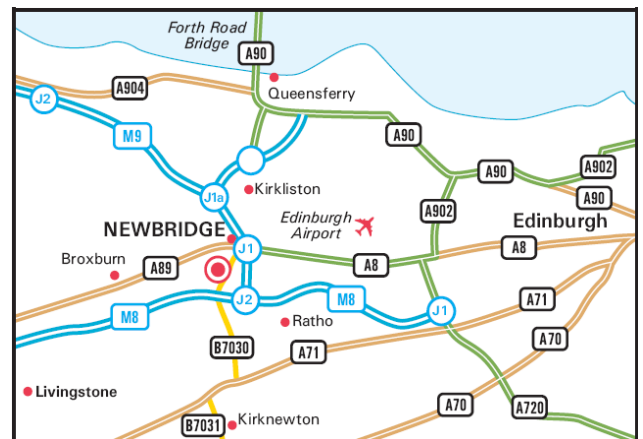 Forth Road
Bridge
A90
A904
Queensferry
J2
M9
A90
A902
A90
A90
J1a
Kirkliston
A902
Edinburgh
Airport
Edinburgh
NEWBRIDGE
J1
A8
A8
Broxburn
A89
J2
M8
A71
M8
J1
Ratho
A70
B7030
A71
Livingstone
A70
A720
B7031
Kirknewton